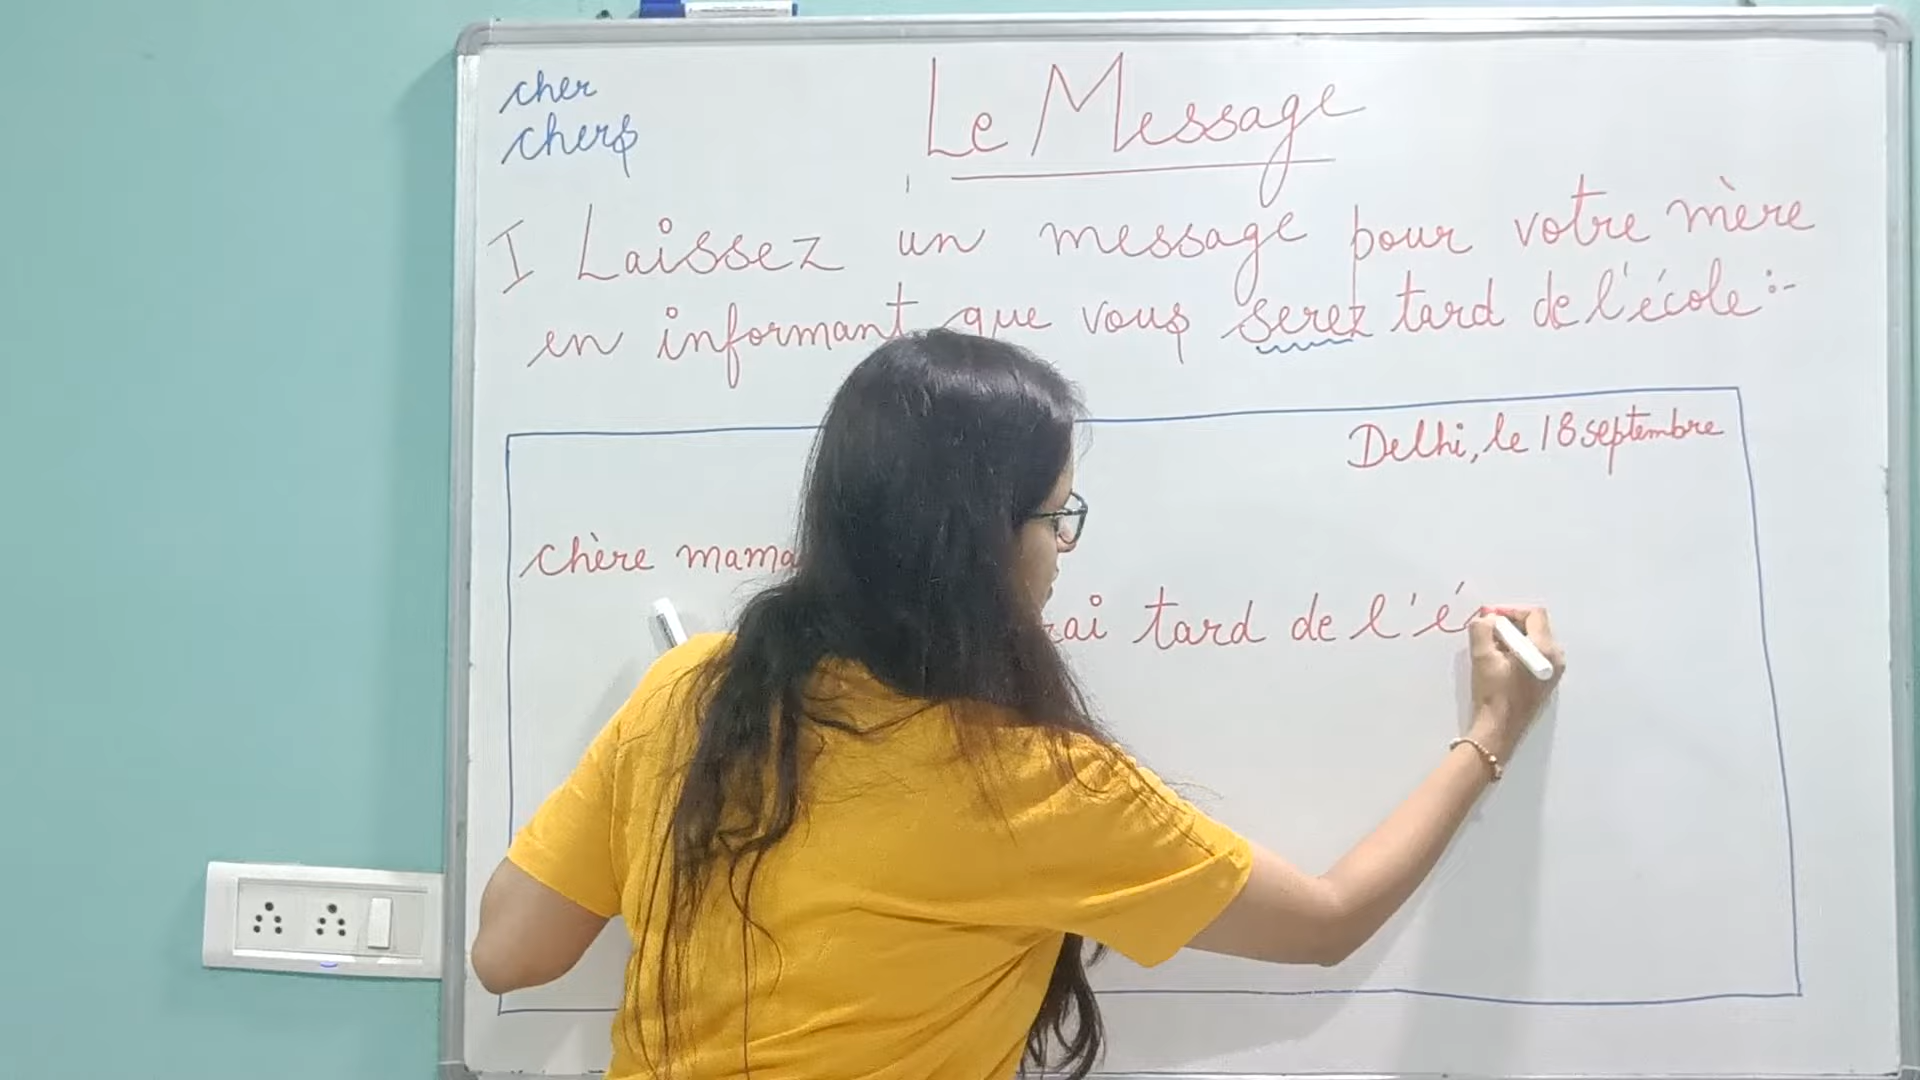 cher
chers
Le Message
I Laissez un message pour votre mère
en informant que vous serez tard de l'école :-
Delhi, le 18 septembre
chère
tard de l'é